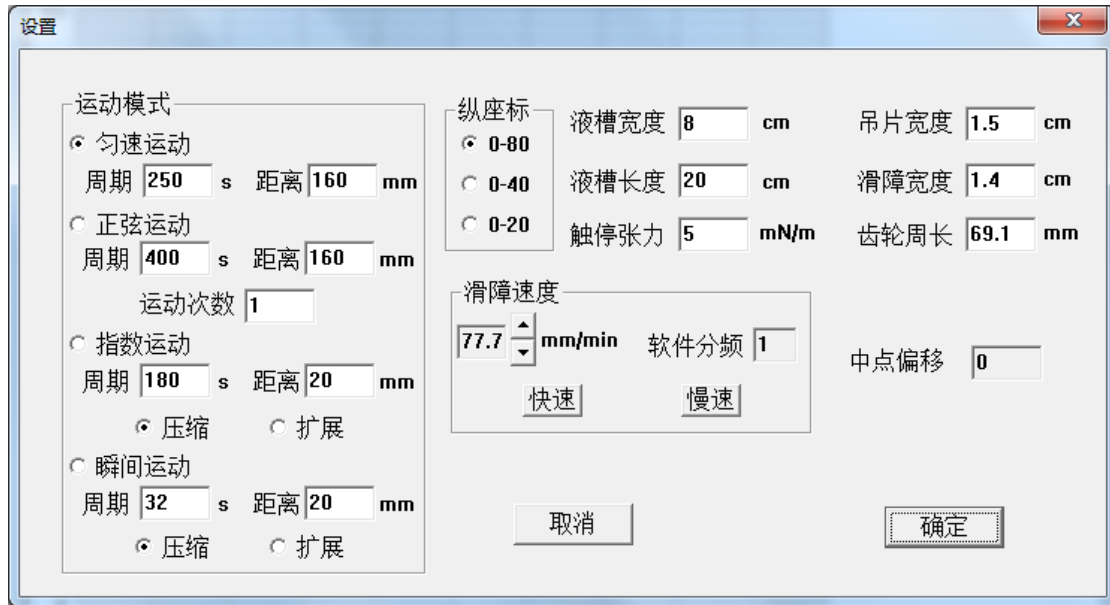 设置
运动模式
匀速运动
周期 250 s 距离 160 mm
正弦运动
周期 400 s 距离 160 mm
运动次数 1
指数运动
周期 180 s 距离 20 mm
压缩 扩展
瞬间运动
周期 32 s 距离 20 mm
压缩 扩展
纵座标
0-80
0-40
0-20
液槽宽度 8 cm
液槽长度 20 cm
触停张力 5 mN/m
吊片宽度 1.5 cm
滑障宽度 1.4 cm
齿轮周长 69.1 mm
滑障速度
77.7 mm/min 软件分频 1
快速 慢速
中点偏移 0
取消 确定